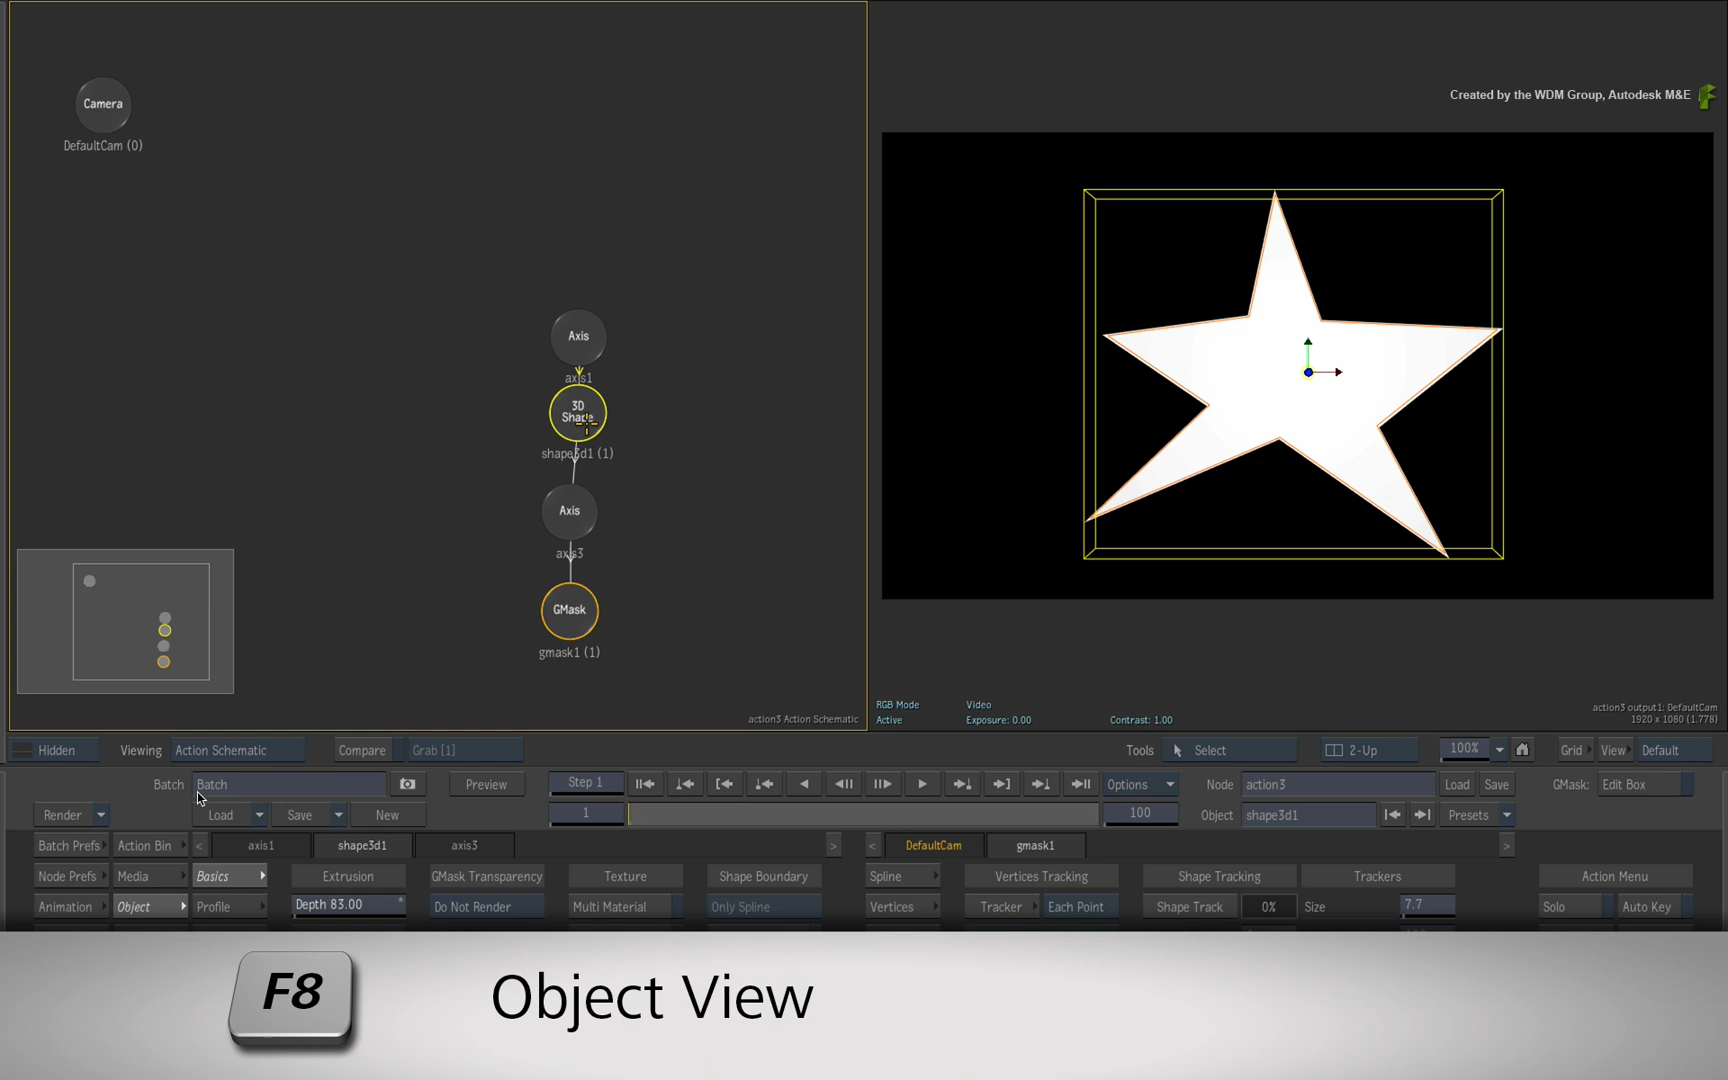 Camera
DefaultCam (0)
Created by the WDM Group, Autodesk M&E
Axis
axis1
3D
Shape
shape3d1 (1)
Axis
axis3
GMask
gmask1 (1)
action3 Action Schematic
RGB Mode
Video
Active
Exposure: 0.00
Contrast: 1.00
action3 output1: DefaultCam
1920 x 1080 (1.778)
Hidden
Viewing
Action Schematic
Compare
Grab [1]
Tools
Select
2-Up
100%
Grid
View
Default
Batch
Batch
Preview
Step 1
Options
Node
action3
Load
Save
GMask:
Edit Box
Render
Load
Save
New
1
100
Object
shape3d1
Presets
Batch Prefs
Action Bin
<
axis1
shape3d1
axis3
>
<
DefaultCam
gmask1
>
Node Prefs
Media
Basics
Extrusion
GMask Transparency
Texture
Shape Boundary
Spline
Vertices Tracking
Shape Tracking
Trackers
Action Menu
Animation
Object
Profile
Depth 83.00
Do Not Render
Multi Material
Only Spline
Vertices
Tracker
Each Point
Shape Track
0%
Size
7.7
Solo
Auto Key
F8
Object View